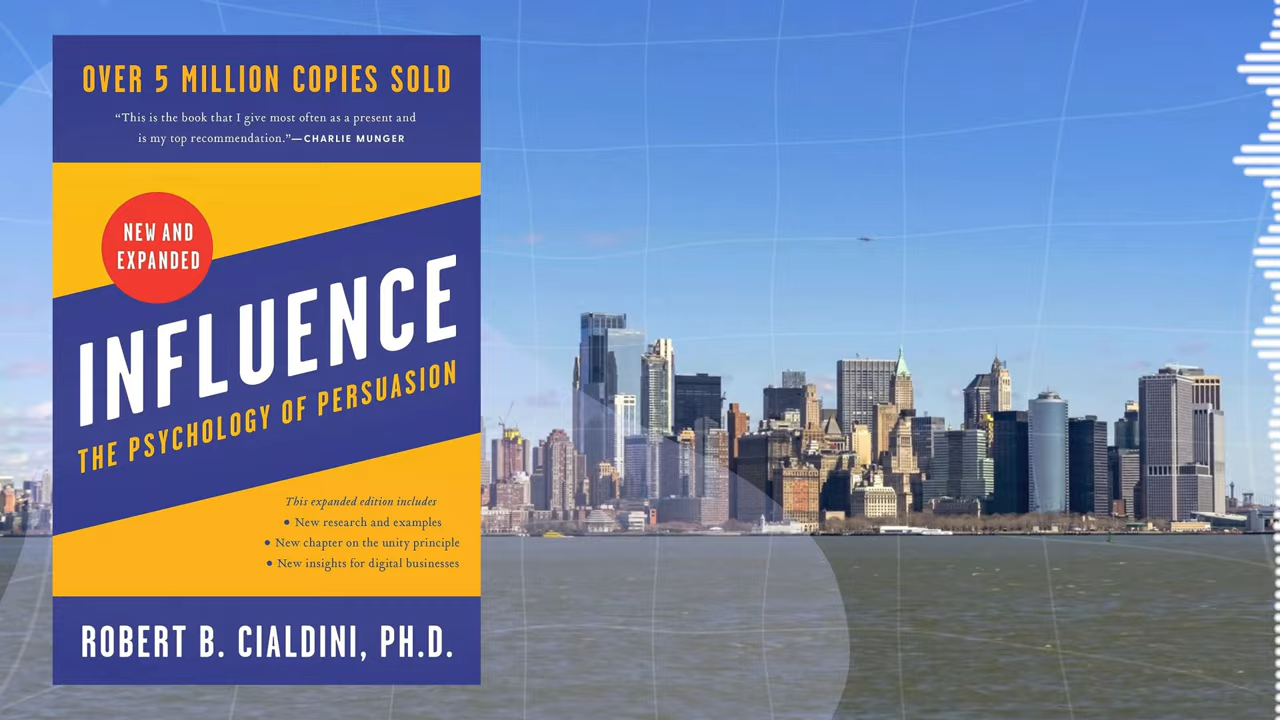 OVER 5 MILLION COPIES SOLD
“This is the book that I give most often as a present and
is my top recommendation.”—CHARLIE MUNGER
NEW AND
EXPANDED
INFLUENCE
THE PSYCHOLOGY OF PERSUASION
This expanded edition includes
• New research and examples
• New chapter on the unity principle
• New insights for digital businesses
ROBERT B. CIALDINI, PH.D.